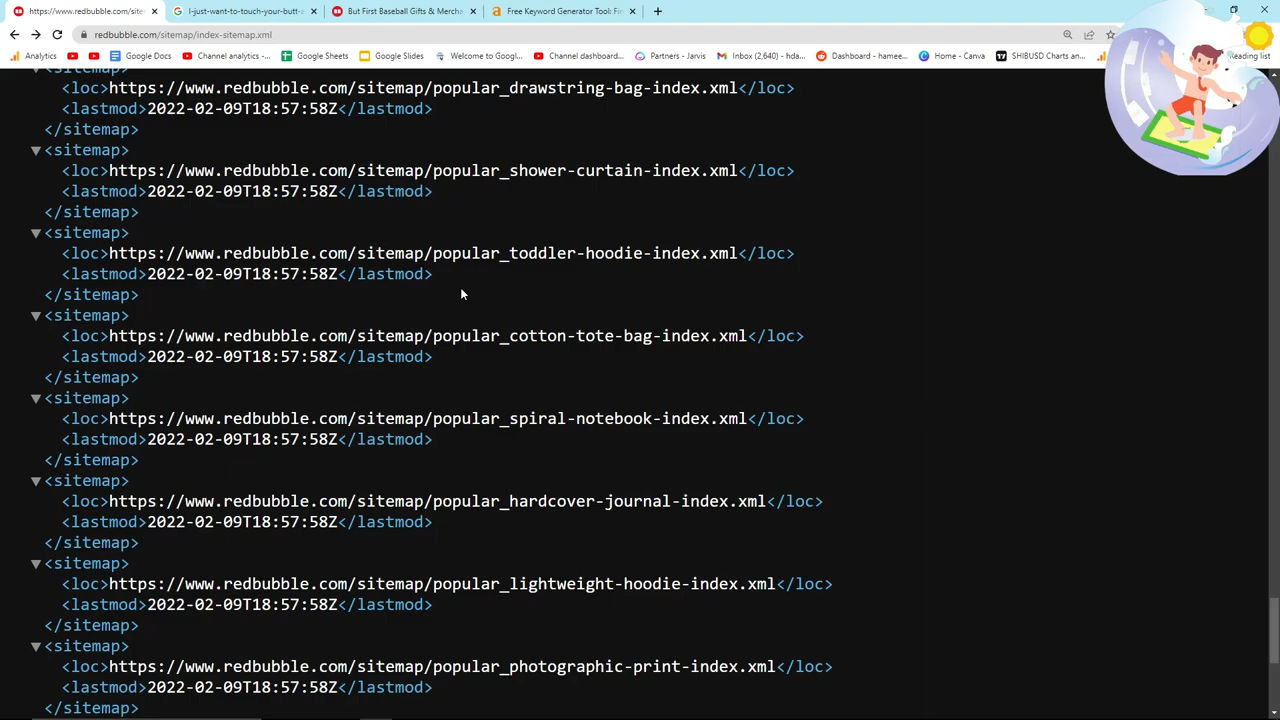 https://www.redbubble.com/site
I-just-want-to-touch-your-butt-a
But First Baseball Gifts & Mercha
Free Keyword Generator Tool: Fi
redbubble.com/sitemap/index-sitemap.xml
Analytics
Google Docs
Channel analytics -...
Google Sheets
Google Slides
Welcome to Googl...
Channel dashboard...
Partners - Jarvis
Inbox (2,640) - hda...
Dashboard - hamee...
Home - Canva
SHIBUSD Charts an...
Reading list
<sitemap>
<loc>https://www.redbubble.com/sitemap/popular_drawstring-bag-index.xml</loc>
<lastmod>2022-02-09T18:57:58Z</lastmod>
</sitemap>
<sitemap>
<loc>https://www.redbubble.com/sitemap/popular_shower-curtain-index.xml</loc>
<lastmod>2022-02-09T18:57:58Z</lastmod>
</sitemap>
<sitemap>
<loc>https://www.redbubble.com/sitemap/popular_toddler-hoodie-index.xml</loc>
<lastmod>2022-02-09T18:57:58Z</lastmod>
</sitemap>
<sitemap>
<loc>https://www.redbubble.com/sitemap/popular_cotton-tote-bag-index.xml</loc>
<lastmod>2022-02-09T18:57:58Z</lastmod>
</sitemap>
<sitemap>
<loc>https://www.redbubble.com/sitemap/popular_spiral-notebook-index.xml</loc>
<lastmod>2022-02-09T18:57:58Z</lastmod>
</sitemap>
<sitemap>
<loc>https://www.redbubble.com/sitemap/popular_hardcover-journal-index.xml</loc>
<lastmod>2022-02-09T18:57:58Z</lastmod>
</sitemap>
<sitemap>
<loc>https://www.redbubble.com/sitemap/popular_lightweight-hoodie-index.xml</loc>
<lastmod>2022-02-09T18:57:58Z</lastmod>
</sitemap>
<sitemap>
<loc>https://www.redbubble.com/sitemap/popular_photographic-print-index.xml</loc>
<lastmod>2022-02-09T18:57:58Z</lastmod>
</sitemap>